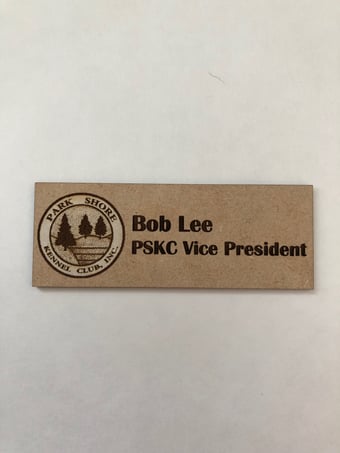 PARK SHORE
KENNEL CLUB, INC.
Bob Lee
PSKC Vice President